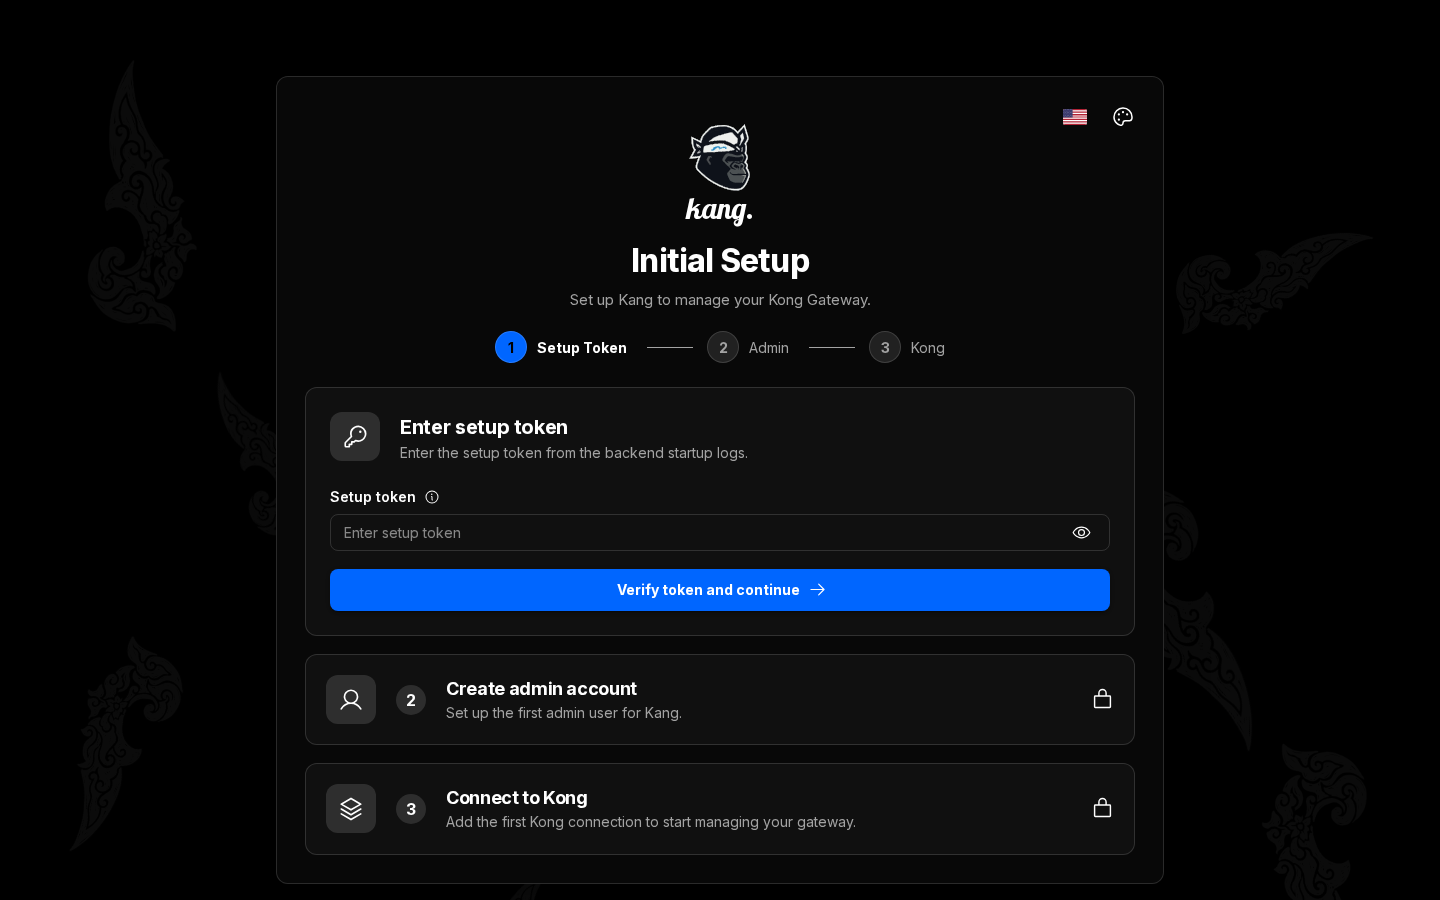 kang.
Initial Setup
Set up Kang to manage your Kong Gateway.
1 Setup Token 2 Admin 3 Kong
Enter setup token
Enter the setup token from the backend startup logs.
Setup token
Enter setup token
Verify token and continue
2
Create admin account
Set up the first admin user for Kang.
3
Connect to Kong
Add the first Kong connection to start managing your gateway.